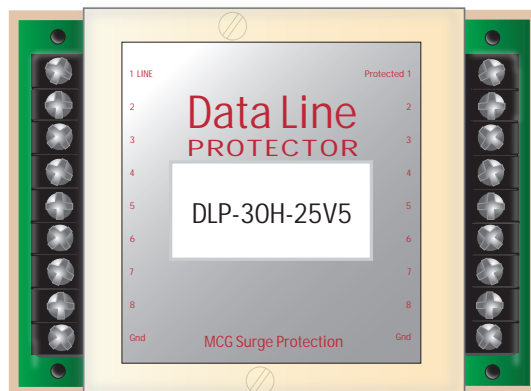 1 LINE Protected 1
2 2
Data Line
3 3
PROTECTOR
4 4
DLP-30H-25V5
5 5
6 6
7 7
8 8
Gnd Gnd
MCG Surge Protection